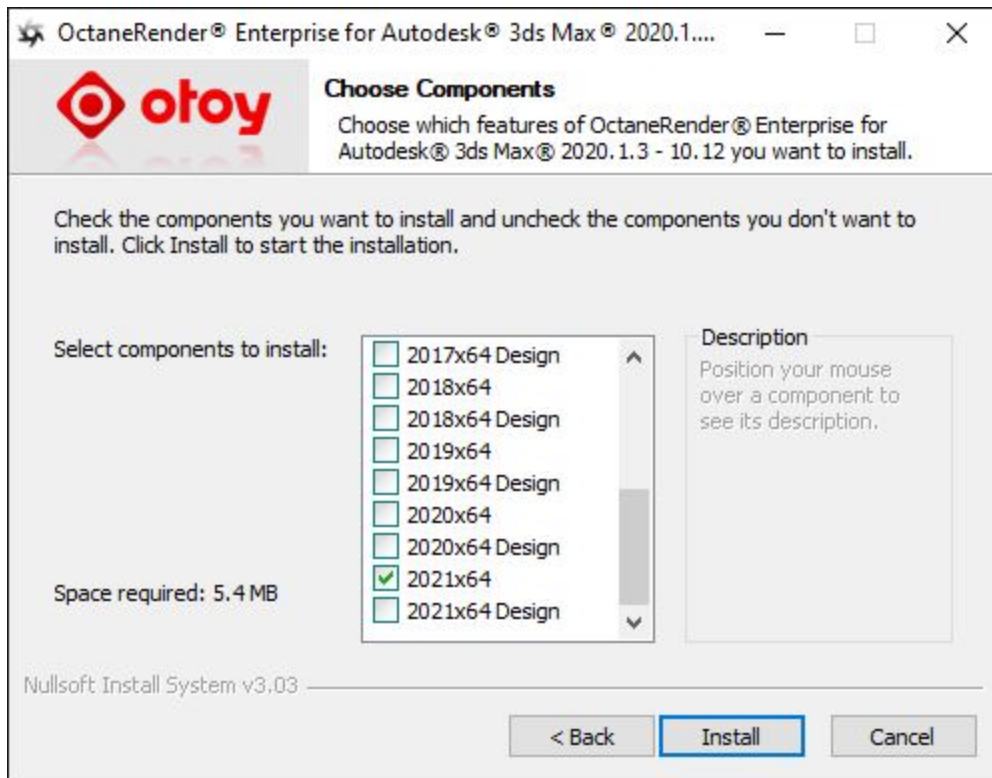 OctaneRender® Enterprise for Autodesk® 3ds Max® 2020.1....
otoy
Choose Components
Choose which features of OctaneRender® Enterprise for
Autodesk® 3ds Max® 2020.1.3 - 10.12 you want to install.
Check the components you want to install and uncheck the components you don't want to
install. Click Install to start the installation.
Select components to install:
2017x64 Design
2018x64
2018x64 Design
2019x64
2019x64 Design
2020x64
2020x64 Design
2021x64
2021x64 Design
Space required: 5.4 MB
Description
Position your mouse
over a component to
see its description.
Nullsoft Install System v3.03
< Back
Install
Cancel